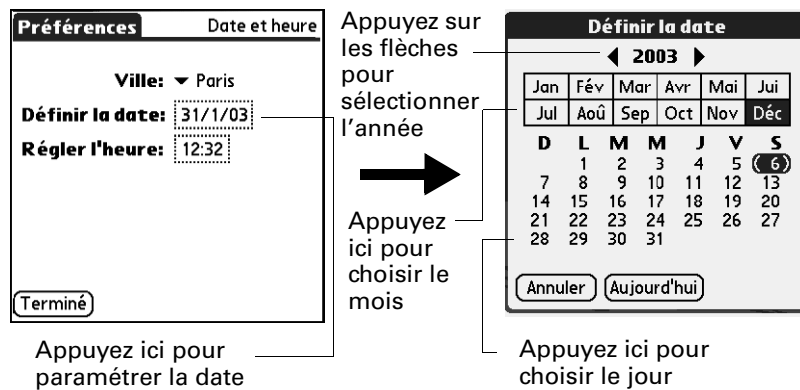 Préférences Date et heure
Ville: Paris
Définir la date: 31/1/03
Régler l'heure: 12:32
Terminé
Appuyez ici pour
paramétrer la date
Appuyez sur
les flèches
pour
sélectionner
l'année
Appuyez
ici pour
choisir le
mois
Définir la date
2003
Jan Fév Mar Avr Mai Jui
Jul Aoû Sep Oct Nov Déc
D L M M J V S
1 2 3 4 5 6
7 8 9 10 11 12 13
14 15 16 17 18 19 20
21 22 23 24 25 26 27
28 29 30 31
Annuler Aujourd'hui
Appuyez ici pour
choisir le jour